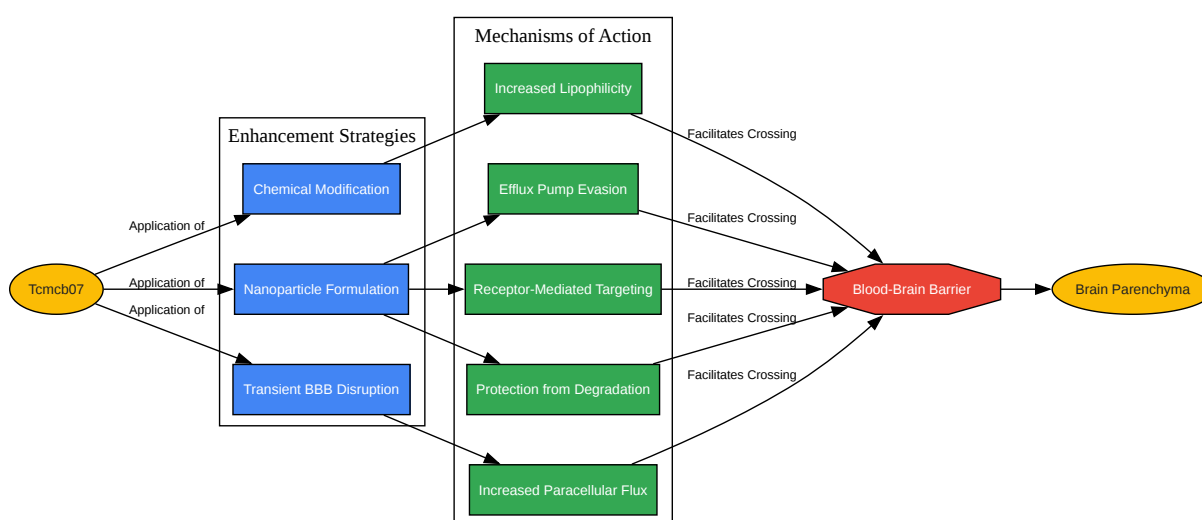 Mechanisms of Action
Increased Lipophilicity
Enhancement Strategies
Facilitates Crossing
Chemical Modification
Efflux Pump Evasion
Application of
Facilitates Crossing
Tcmcb07
Application of
Nanoparticle Formulation
Receptor-Mediated Targeting
Facilitates Crossing
Blood-Brain Barrier
Brain Parenchyma
Application of
Facilitates Crossing
Transient BBB Disruption
Protection from Degradation
Facilitates Crossing
Increased Paracellular Flux